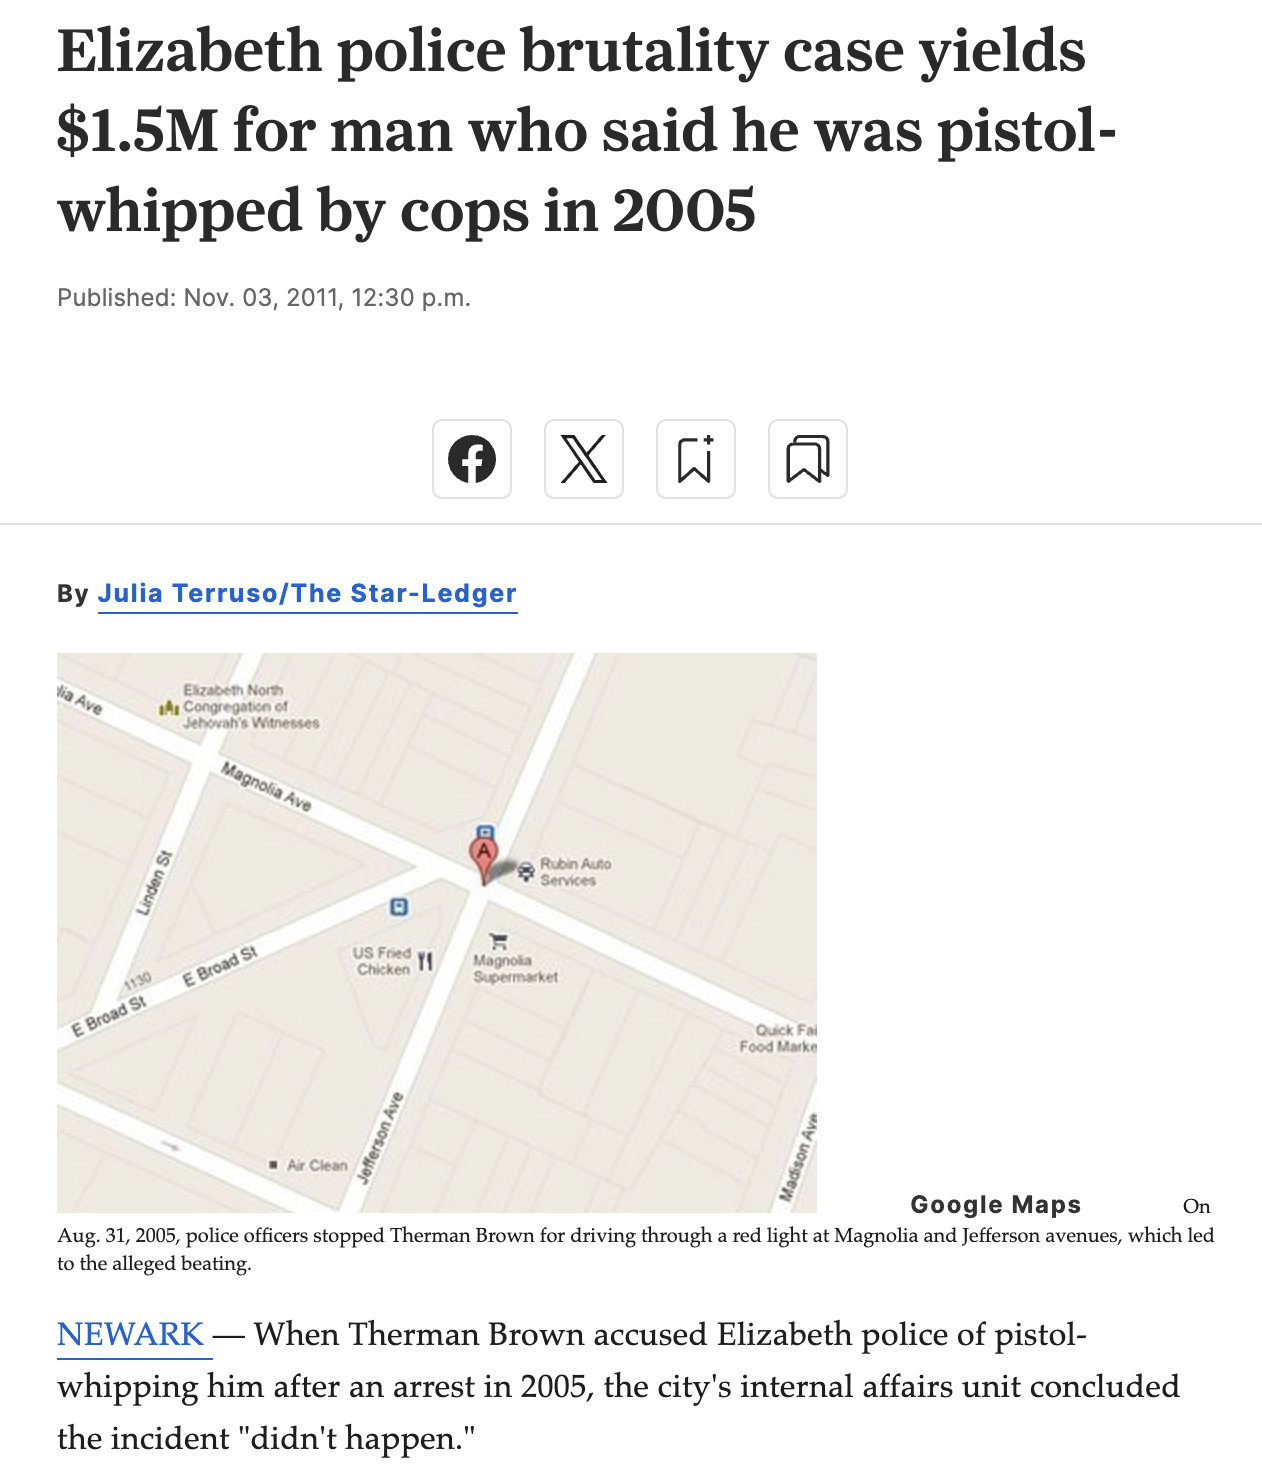 Elizabeth police brutality case yields
$1.5M for man who said he was pistol-
whipped by cops in 2005
Published: Nov. 03, 2011, 12:30 p.m.
By Julia Terruso/The Star-Ledger
lia Ave
Elizabeth North
Congregation of
Jehovah's Witnesses
Magnolia Ave
Linden St
A
Rubin Auto
Services
E Broad St
US Fried
Chicken
Magnolia
Supermarket
1130
E Broad St
Quick Fai
Food Marke
Jefferson Ave
Madison Ave
Air Clean
Google Maps
On
Aug. 31, 2005, police officers stopped Therman Brown for driving through a red light at Magnolia and Jefferson avenues, which led
to the alleged beating.
NEWARK — When Therman Brown accused Elizabeth police of pistol-
whipping him after an arrest in 2005, the city's internal affairs unit concluded
the incident "didn't happen."